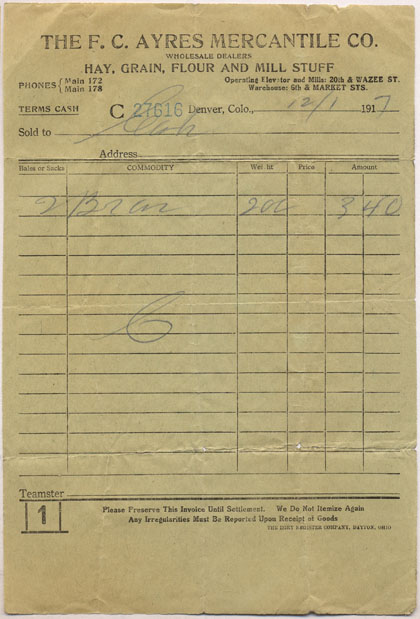 THE F. C. AYRES MERCANTILE CO.
WHOLESALE DEALERS
HAY, GRAIN, FLOUR AND MILL STUFF
PHONES { Main 172 Main 178
Operating Elevator and Mills: 20th & WAZEE ST.
Warehouse: 6th & MARKET STS.
TERMS CASH C 27616 Denver, Colo., 12/1 1917
Sold to
Address
Bales or Sacks COMMODITY Weight Price Amount
2 Bran 200 3 40
C
Teamster
1
Please Preserve This Invoice Until Settlement. We Do Not Itemize Again
Any Irregularities Must Be Reported Upon Receipt of Goods
THE EGRY REGISTER COMPANY, DAYTON, OHIO